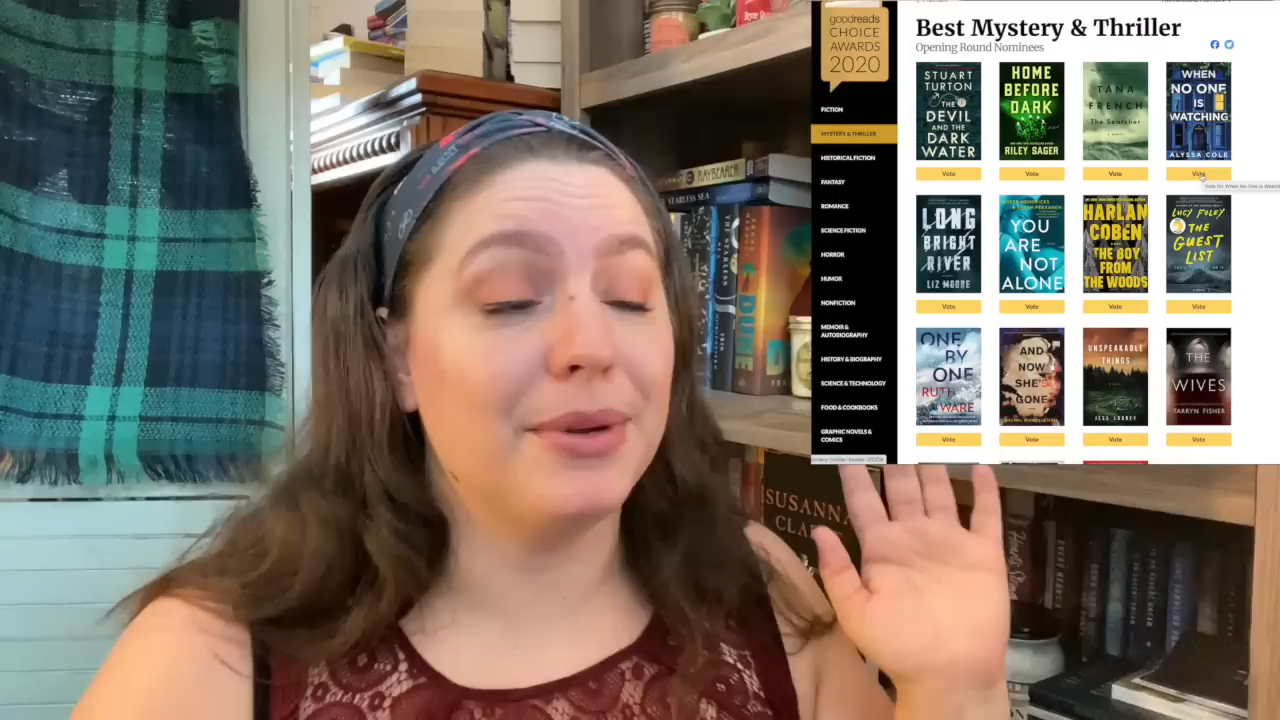 goodreads
CHOICE
AWARDS
2020
Best Mystery & Thriller
Opening Round Nominees
FICTION
MYSTERY & THRILLER
HISTORICAL FICTION
FANTASY
ROMANCE
SCIENCE FICTION
HORROR
HUMOR
NONFICTION
MEMOIR &
AUTOBIOGRAPHY
HISTORY & BIOGRAPHY
SCIENCE & TECHNOLOGY
FOOD & COOKBOOKS
GRAPHIC NOVELS &
COMICS
STUART
TURTON
THE
DEVIL
AND THE
DARK
WATER
HOME
BEFORE
DARK
RILEY SAGER
TANA
FRENCH
The Searcher
WHEN
NO ONE
IS
WATCHING
ALYSSA COLE
Vote
Vote
Vote
Vote
LONG
BRIGHT
RIVER
LIZ MOORE
YOU
ARE
NOT
ALONE
HARLAN
COBEN
THE BOY
FROM
THE WOODS
LUCY FOLEY
THE
GUEST
LIST
Vote
Vote
Vote
Vote
ONE
BY
ONE
RUTH
WARE
AND
NOW
SHE'S
GONE
UNSPEAKABLE
THINGS
JESS LOUREY
THE
WIVES
TARRYN FISHER
Vote
Vote
Vote
Vote
RAYBEARER
STARLESS SEA
THE STARLESS
DUNE
SUSANNA